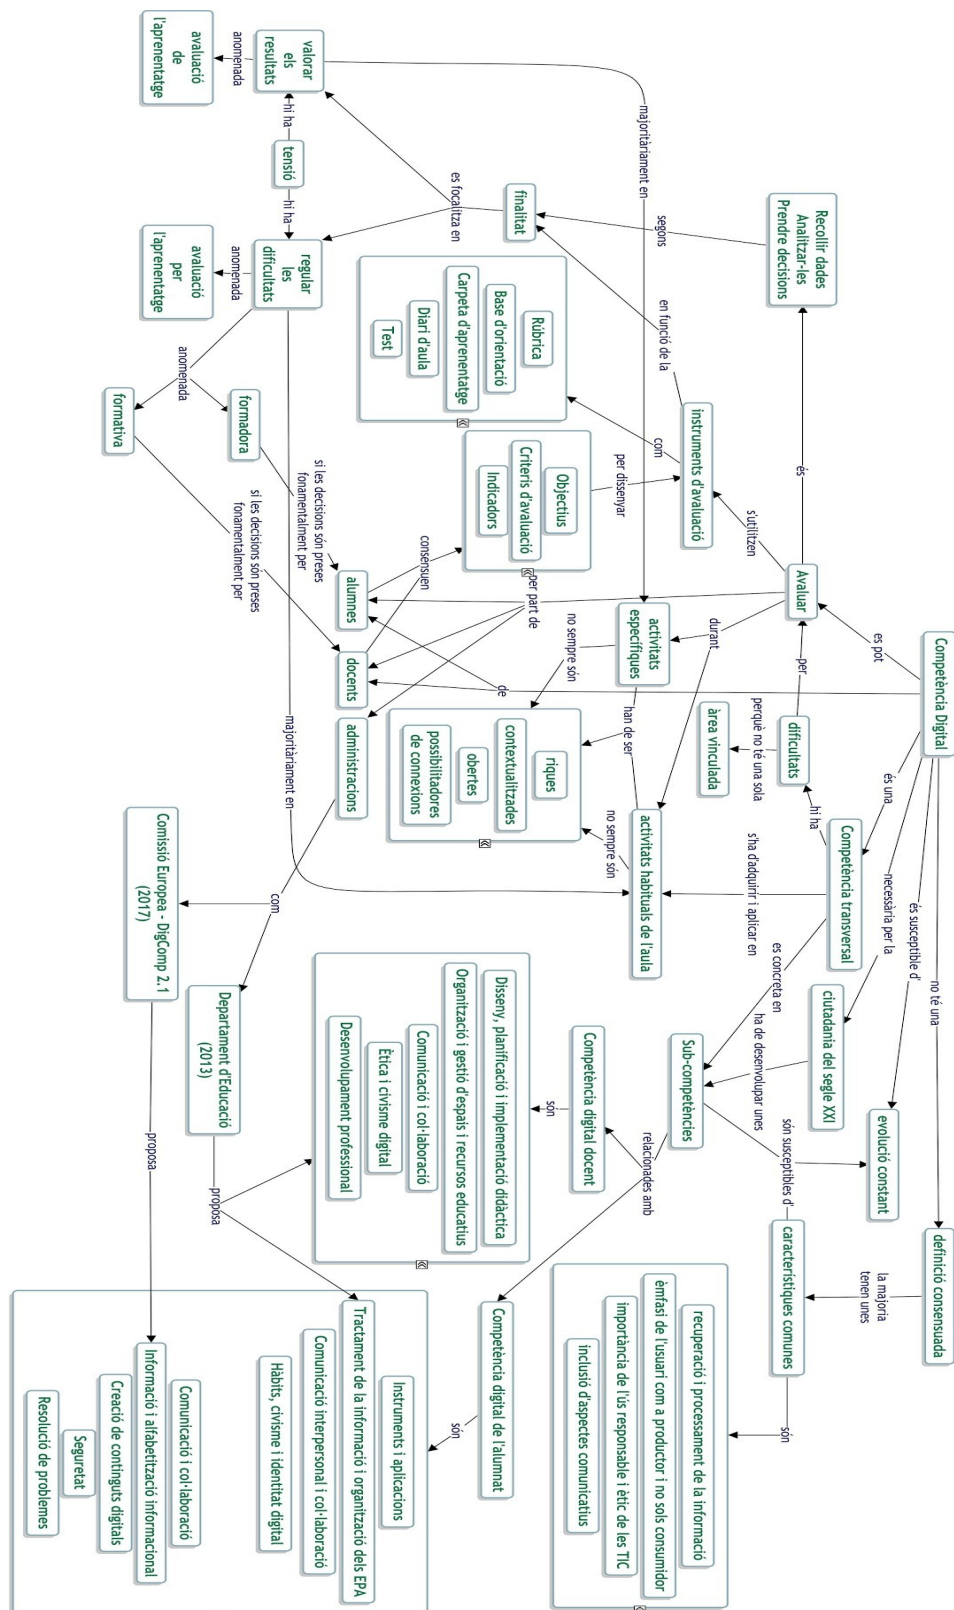 Competència Digital
es pot
és una
necessària per la
és susceptible d'
no té una
definició consensuada
evolució constant
ciutadania del segle XXI
Competència transversal
hi ha
dificultats
per
perquè no té una sola
àrea vinculada
Avaluar
és
Recollir dades
Analitzar-les
Prendre decisions
la majoria
tenen unes
característiques comunes
són susceptibles d'
són
recuperació i processament de la informació
èmfasi de l'usuari com a productor i no sols consumidor
importància de l'ús responsable i ètic de les TIC
inclusió d'aspectes comunicatius
ha de desenvolupar unes
es concreta en
s'ha d'adquirir i aplicar en
Sub-competències
relacionades amb
durant
s'utilitzen
instruments d'avaluació
segons
en funció de la
com
per dissenyar
finalitat
es focalitza en
majoritàriament en
activitats
específiques
activitats habituals de l'aula
no sempre són
han de ser
no sempre són
riques
contextualitzades
obertes
possibilitadores
de connexions
Rúbrica
Base d'orientació
Carpeta d'aprenentatge
Diari d'aula
Test
Objectius
Criteris d'avaluació
Indicadors
per part de
de
consensuen
Competència digital docent
són
Disseny, planificació i implementació didàctica
Organització i gestió d'espais i recursos educatius
Comunicació i col·laboració
Ètica i civisme digital
Desenvolupament professional
Competència digital de l'alumnat
són
Instruments i aplicacions
Tractament de la informació i organització dels EPA
Comunicació interpersonal i col·laboració
Hàbits, civisme i identitat digital
Comunicació i col·laboració
Informació i alfabetització informacional
Creació de continguts digitals
Seguretat
Resolució de problemes
alumnes
docents
administracions
com
Departament d'Educació
(2013)
proposa
Comissió Europea - DigComp 2.1
(2017)
proposa
majoritàriament en
si les decisions són preses
fonamentalment per
si les decisions són preses
fonamentalment per
valorar
els
resultats
hi ha
tensió
hi ha
regular
les
dificultats
anomenada
avaluació
de
l'aprenentatge
anomenada
avaluació
per
l'aprenentatge
anomenada
formadora
formativa